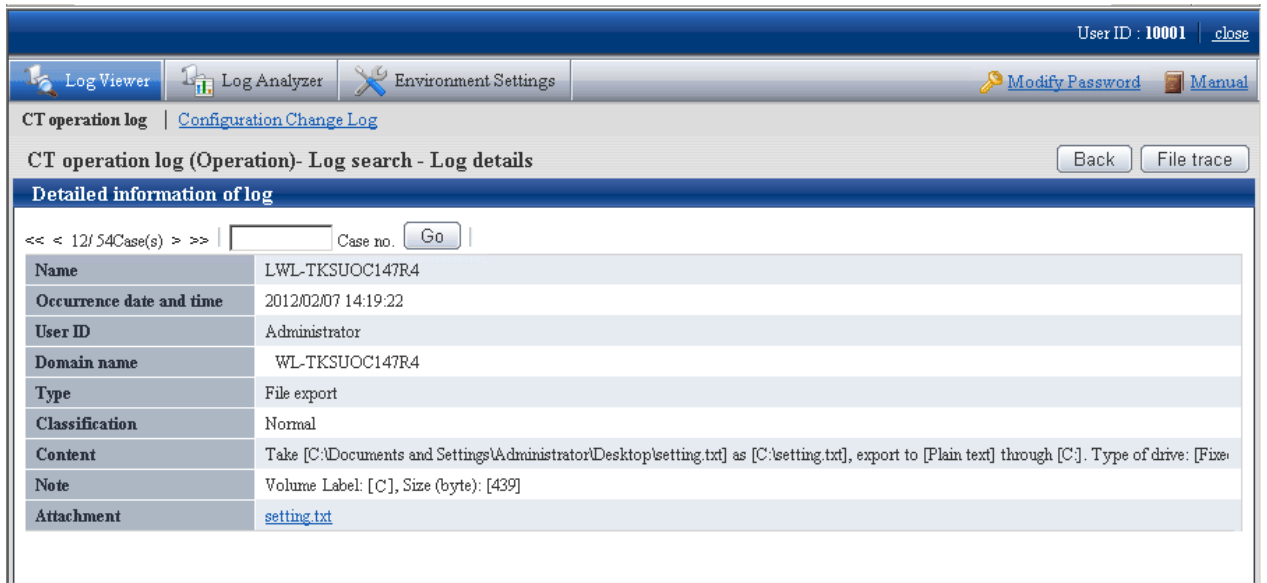 User ID : 10001 close
Log Viewer Log Analyzer Environment Settings Modify Password Manual
CT operation log | Configuration Change Log
CT operation log (Operation)- Log search - Log details Back File trace
Detailed information of log
<< < 12/ 54Case(s) > >> Case no. Go
Name LWL-TKSUOC147R4
Occurrence date and time 2012/02/07 14:19:22
User ID Administrator
Domain name WL-TKSUOC147R4
Type File export
Classification Normal
Content Take [C:\Documents and Settings\Administrator\Desktop\setting.txt] as [C:\setting.txt], export to [Plain text] through [C:]. Type of drive: [Fixe
Note Volume Label: [C], Size (byte): [439]
Attachment setting.txt